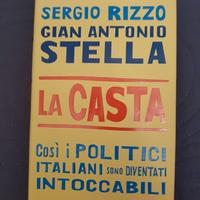 SERGIO RIZZO
GIAN ANTONIO
STELLA
LA CASTA
COSÌ i POLITICI
ITALIANI SONO DIVENTATI
INTOCCABILI